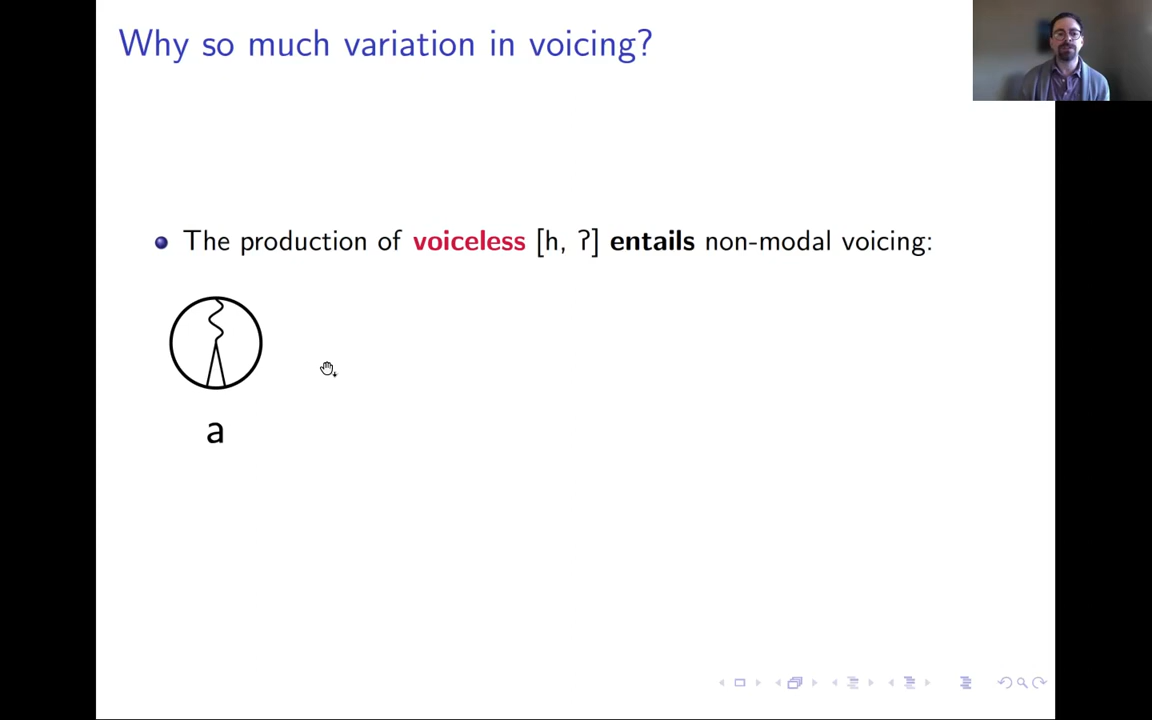 Why so much variation in voicing?
The production of voiceless [h, ʔ] entails non-modal voicing:
a